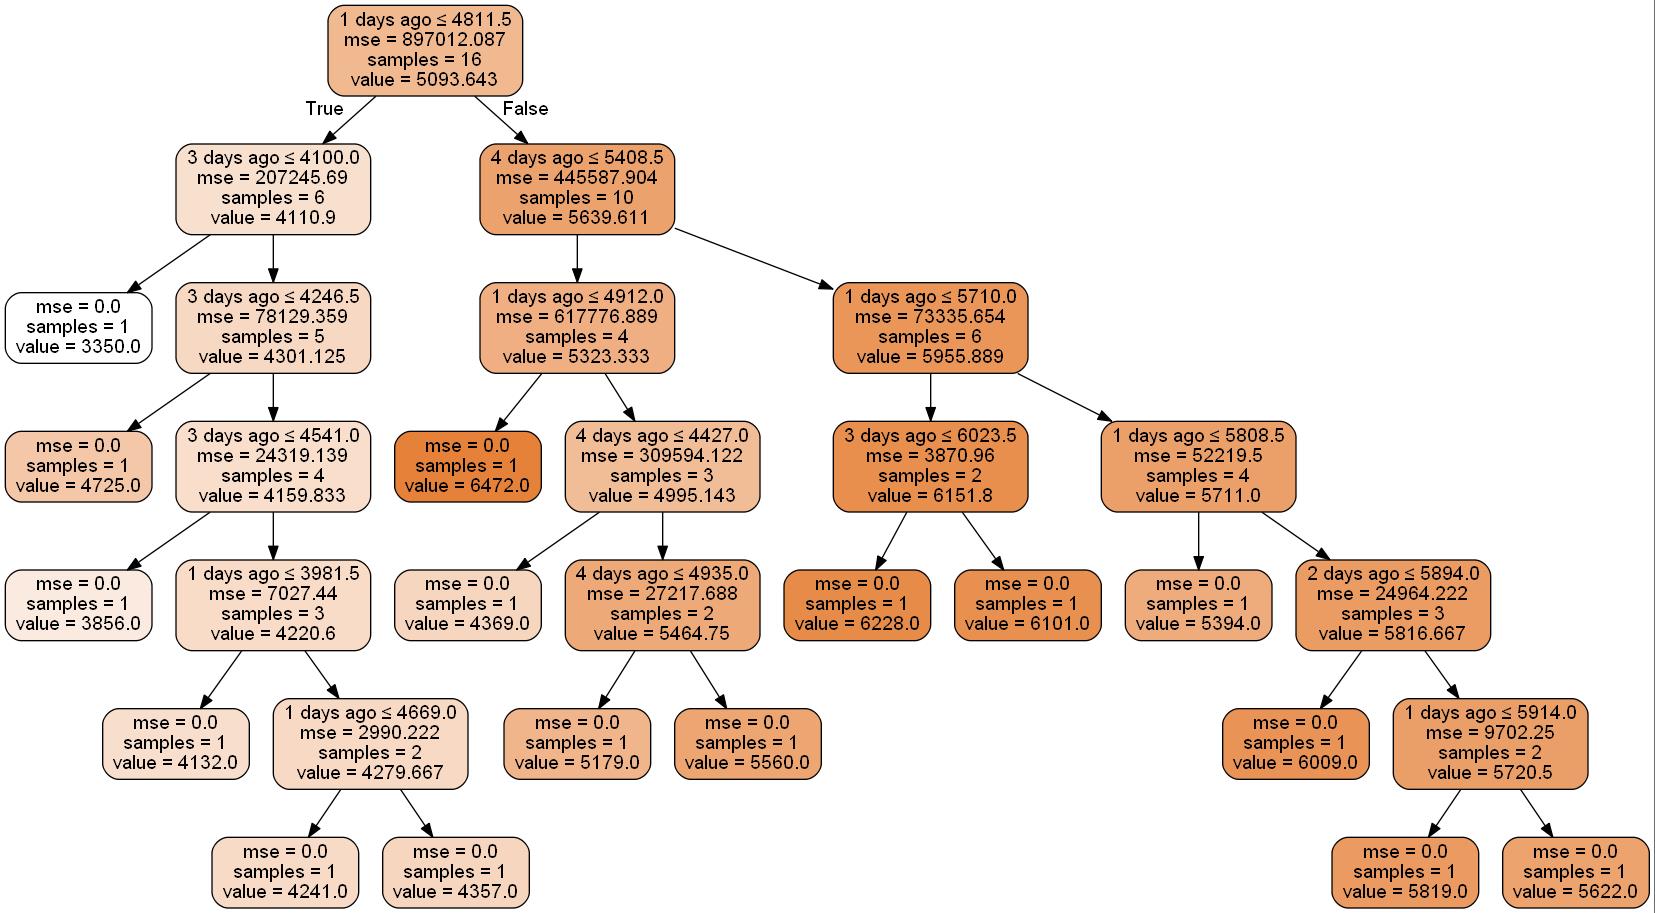 1 days ago ≤ 4811.5
mse = 897012.087
samples = 16
value = 5093.643
True
False
3 days ago ≤ 4100.0
mse = 207245.69
samples = 6
value = 4110.9
4 days ago ≤ 5408.5
mse = 445587.904
samples = 10
value = 5639.611
mse = 0.0
samples = 1
value = 3350.0
3 days ago ≤ 4246.5
mse = 78129.359
samples = 5
value = 4301.125
1 days ago ≤ 4912.0
mse = 617776.889
samples = 4
value = 5323.333
1 days ago ≤ 5710.0
mse = 73335.654
samples = 6
value = 5955.889
mse = 0.0
samples = 1
value = 4725.0
3 days ago ≤ 4541.0
mse = 24319.139
samples = 4
value = 4159.833
mse = 0.0
samples = 1
value = 6472.0
4 days ago ≤ 4427.0
mse = 309594.122
samples = 3
value = 4995.143
3 days ago ≤ 6023.5
mse = 3870.96
samples = 2
value = 6151.8
1 days ago ≤ 5808.5
mse = 52219.5
samples = 4
value = 5711.0
mse = 0.0
samples = 1
value = 3856.0
1 days ago ≤ 3981.5
mse = 7027.44
samples = 3
value = 4220.6
mse = 0.0
samples = 1
value = 4369.0
4 days ago ≤ 4935.0
mse = 27217.688
samples = 2
value = 5464.75
mse = 0.0
samples = 1
value = 6228.0
mse = 0.0
samples = 1
value = 6101.0
mse = 0.0
samples = 1
value = 5394.0
2 days ago ≤ 5894.0
mse = 24964.222
samples = 3
value = 5816.667
mse = 0.0
samples = 1
value = 4132.0
1 days ago ≤ 4669.0
mse = 2990.222
samples = 2
value = 4279.667
mse = 0.0
samples = 1
value = 5179.0
mse = 0.0
samples = 1
value = 5560.0
mse = 0.0
samples = 1
value = 6009.0
1 days ago ≤ 5914.0
mse = 9702.25
samples = 2
value = 5720.5
mse = 0.0
samples = 1
value = 4241.0
mse = 0.0
samples = 1
value = 4357.0
mse = 0.0
samples = 1
value = 5819.0
mse = 0.0
samples = 1
value = 5622.0